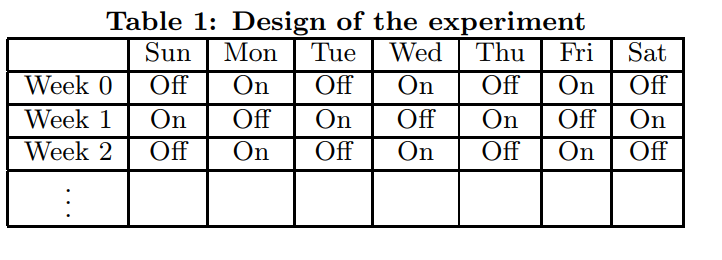 Table 1: Design of the experiment
Sun Mon Tue Wed Thu Fri Sat
Week 0 Off On Off On Off On Off
Week 1 On Off On Off On Off On
Week 2 Off On Off On Off On Off
⋮